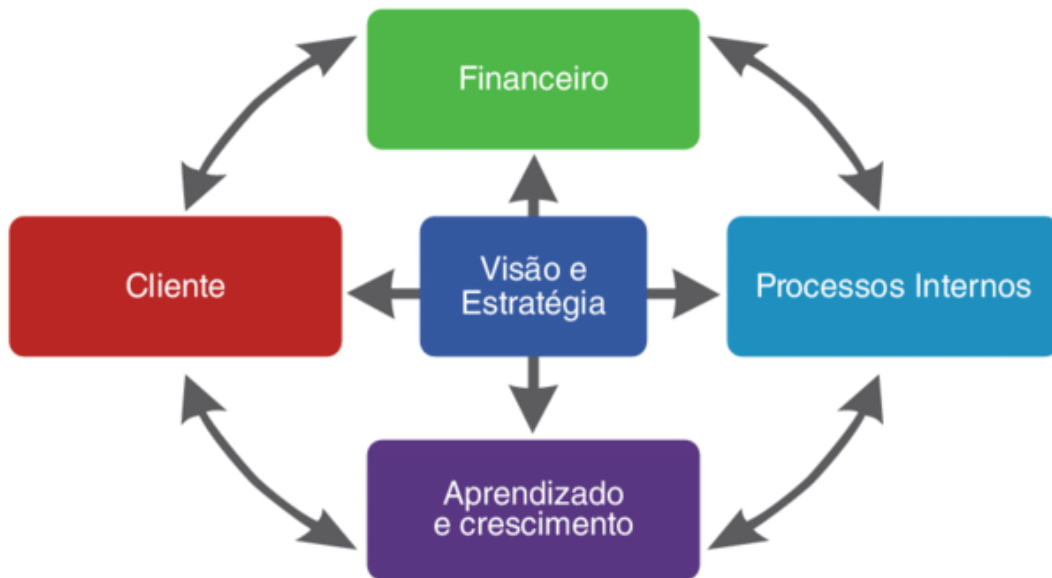 Financeiro
Cliente
Visão e
Estratégia
Processos Internos
Aprendizado
e crescimento